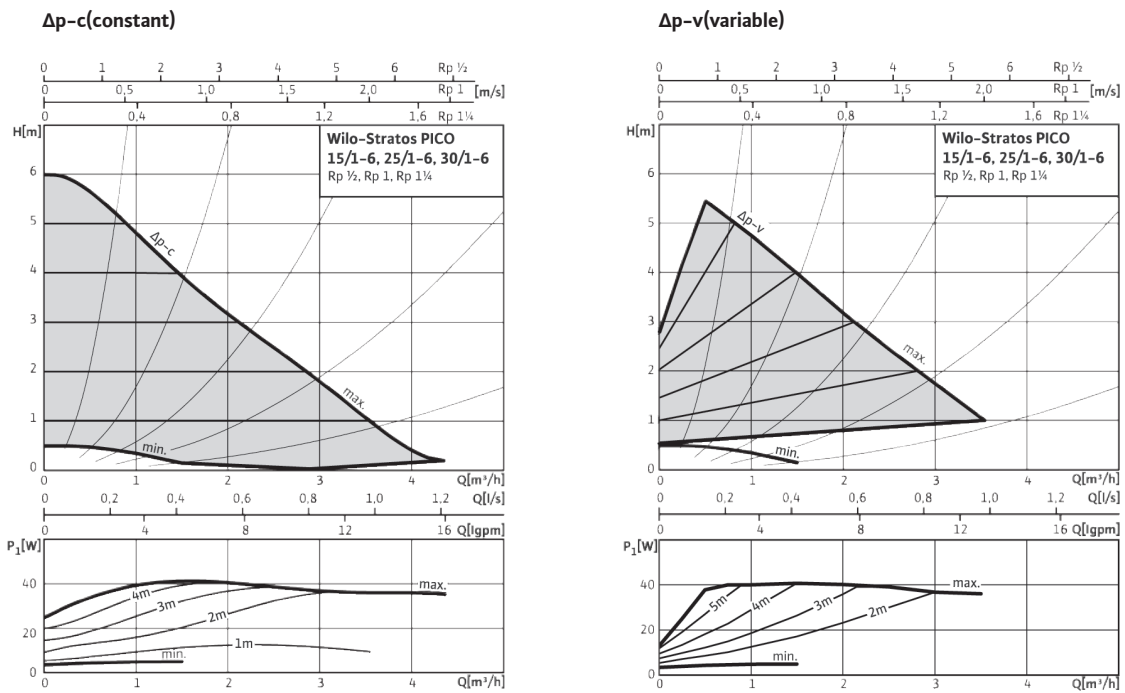 Δp-c(constant)
0 1 2 3 4 5 6 Rp ½
0 0,5 1,0 1,5 2,0 Rp 1 [m/s]
0 0,4 0,8 1,2 1,6 Rp 1¼
H[m]
Wilo-Stratos PICO
15/1-6, 25/1-6, 30/1-6
Rp ½, Rp 1, Rp 1¼
6
5
Δp-c
4
3
2
max.
1
min.
0
1 2 3 4 Q[m³/h]
0 0,2 0,4 0,6 0,8 1,0 1,2 Q[l/s]
0 4 8 12 16 Q[Igpm]
P₁[W]
40
max.
4m
3m
2m
20
1m
min.
0
0 1 2 3 4 Q[m³/h]
Δp-v(variable)
0 1 2 3 4 5 6 Rp ½
0 0,5 1,0 1,5 2,0 Rp 1 [m/s]
0 0,4 0,8 1,2 1,6 Rp 1¼
H[m]
Wilo-Stratos PICO
15/1-6, 25/1-6, 30/1-6
Rp ½, Rp 1, Rp 1¼
6
5
Δp-v
4
3
max.
2
1
min.
0
1 2 3 4 Q[m³/h]
0 0,2 0,4 0,6 0,8 1,0 1,2 Q[l/s]
0 4 8 12 Q[Igpm]
P₁[W]
40
max.
5m
4m
3m
2m
20
min.
0
0 1 2 3 4 Q[m³/h]